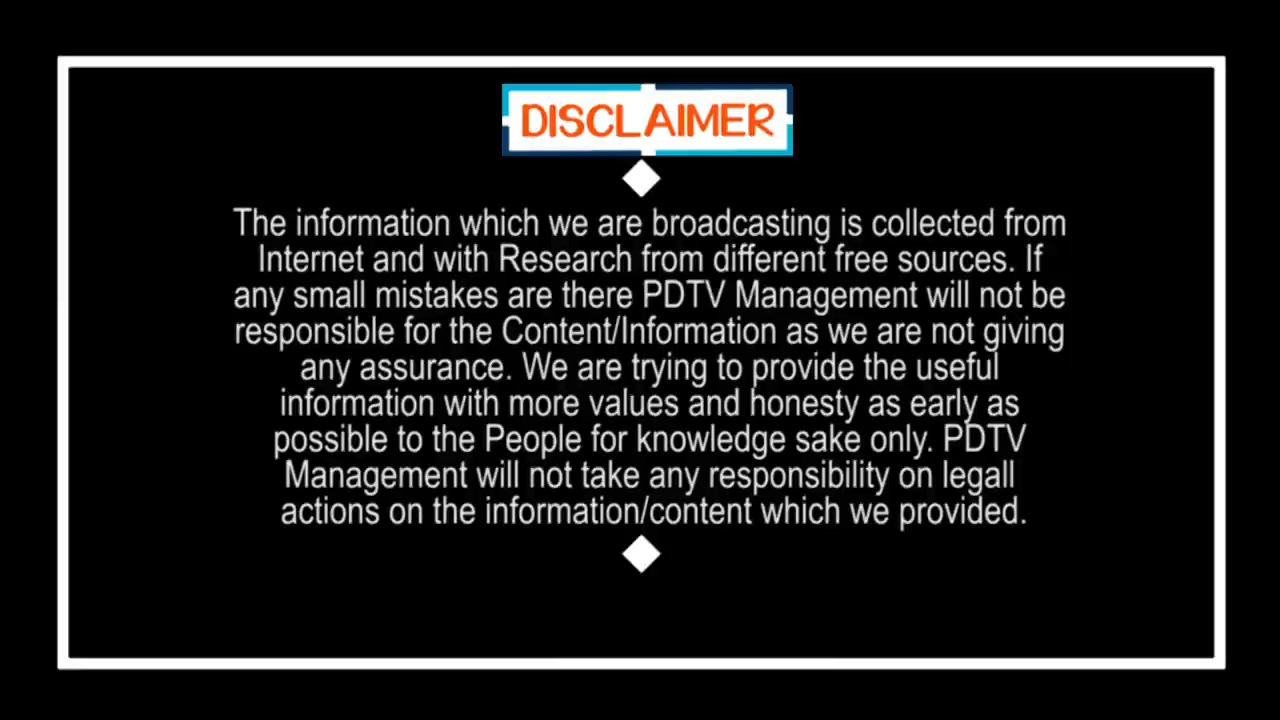 DISCLAIMER
The information which we are broadcasting is collected from
Internet and with Research from different free sources. If
any small mistakes are there PDTV Management will not be
responsible for the Content/Information as we are not giving
any assurance. We are trying to provide the useful
information with more values and honesty as early as
possible to the People for knowledge sake only. PDTV
Management will not take any responsibility on legall
actions on the information/content which we provided.